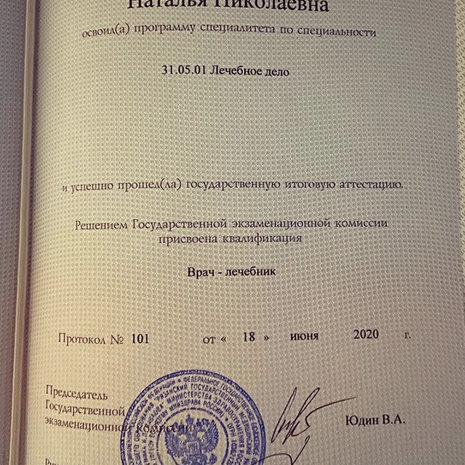 Наталья Николаевна
освоил(а) программу специалитета по специальности
31.05.01 Лечебное дело
и успешно прошел(ла) государственную итоговую аттестацию.
Решением Государственной экзаменационной комиссии
присвоена квалификация
Врач - лечебник
Протокол № 101 от « 18 » июня 2020 г.
Председатель
Государственной
экзаменационной комиссии
Юдин В.А.